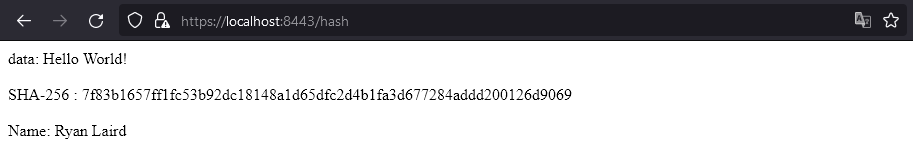 https://localhost:8443/hash
data: Hello World!
SHA-256 : 7f83b1657ff1fc53b92dc18148a1d65dfc2d4b1fa3d677284addd200126d9069
Name: Ryan Laird